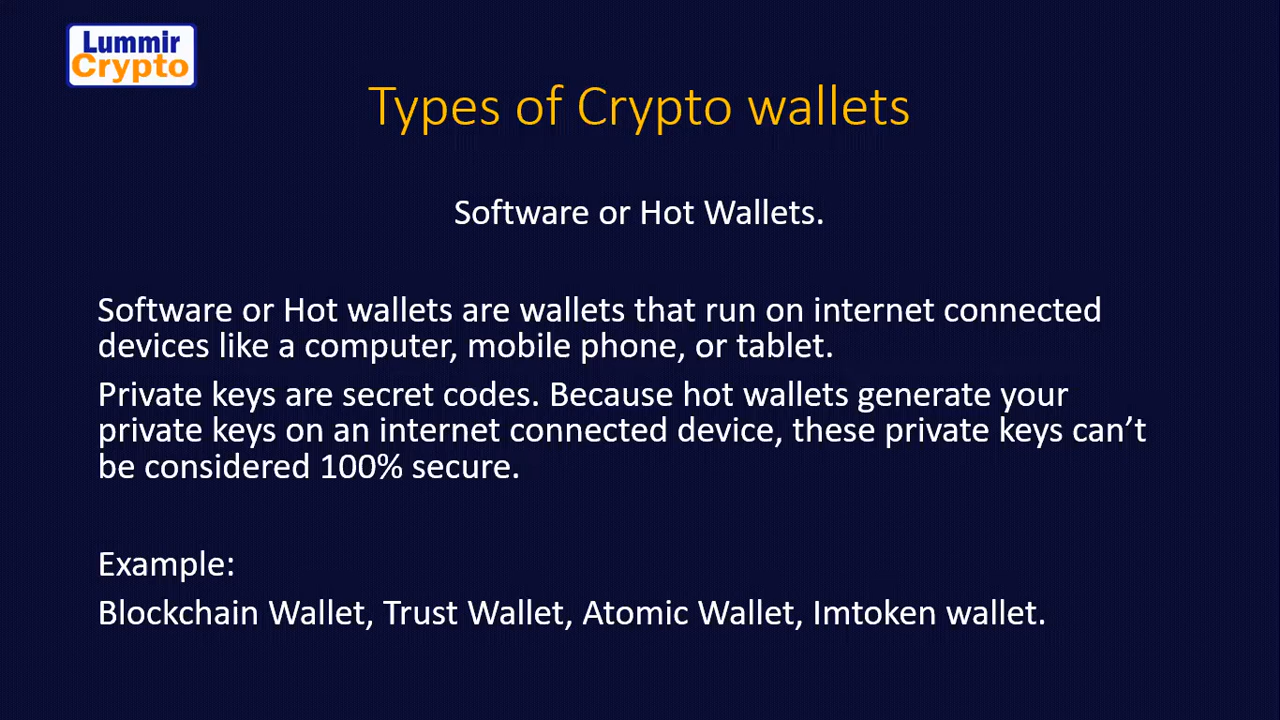 Lummir
Crypto
Types of Crypto wallets
Software or Hot Wallets.
Software or Hot wallets are wallets that run on internet connected
devices like a computer, mobile phone, or tablet.
Private keys are secret codes. Because hot wallets generate your
private keys on an internet connected device, these private keys can’t
be considered 100% secure.
Example:
Blockchain Wallet, Trust Wallet, Atomic Wallet, Imtoken wallet.